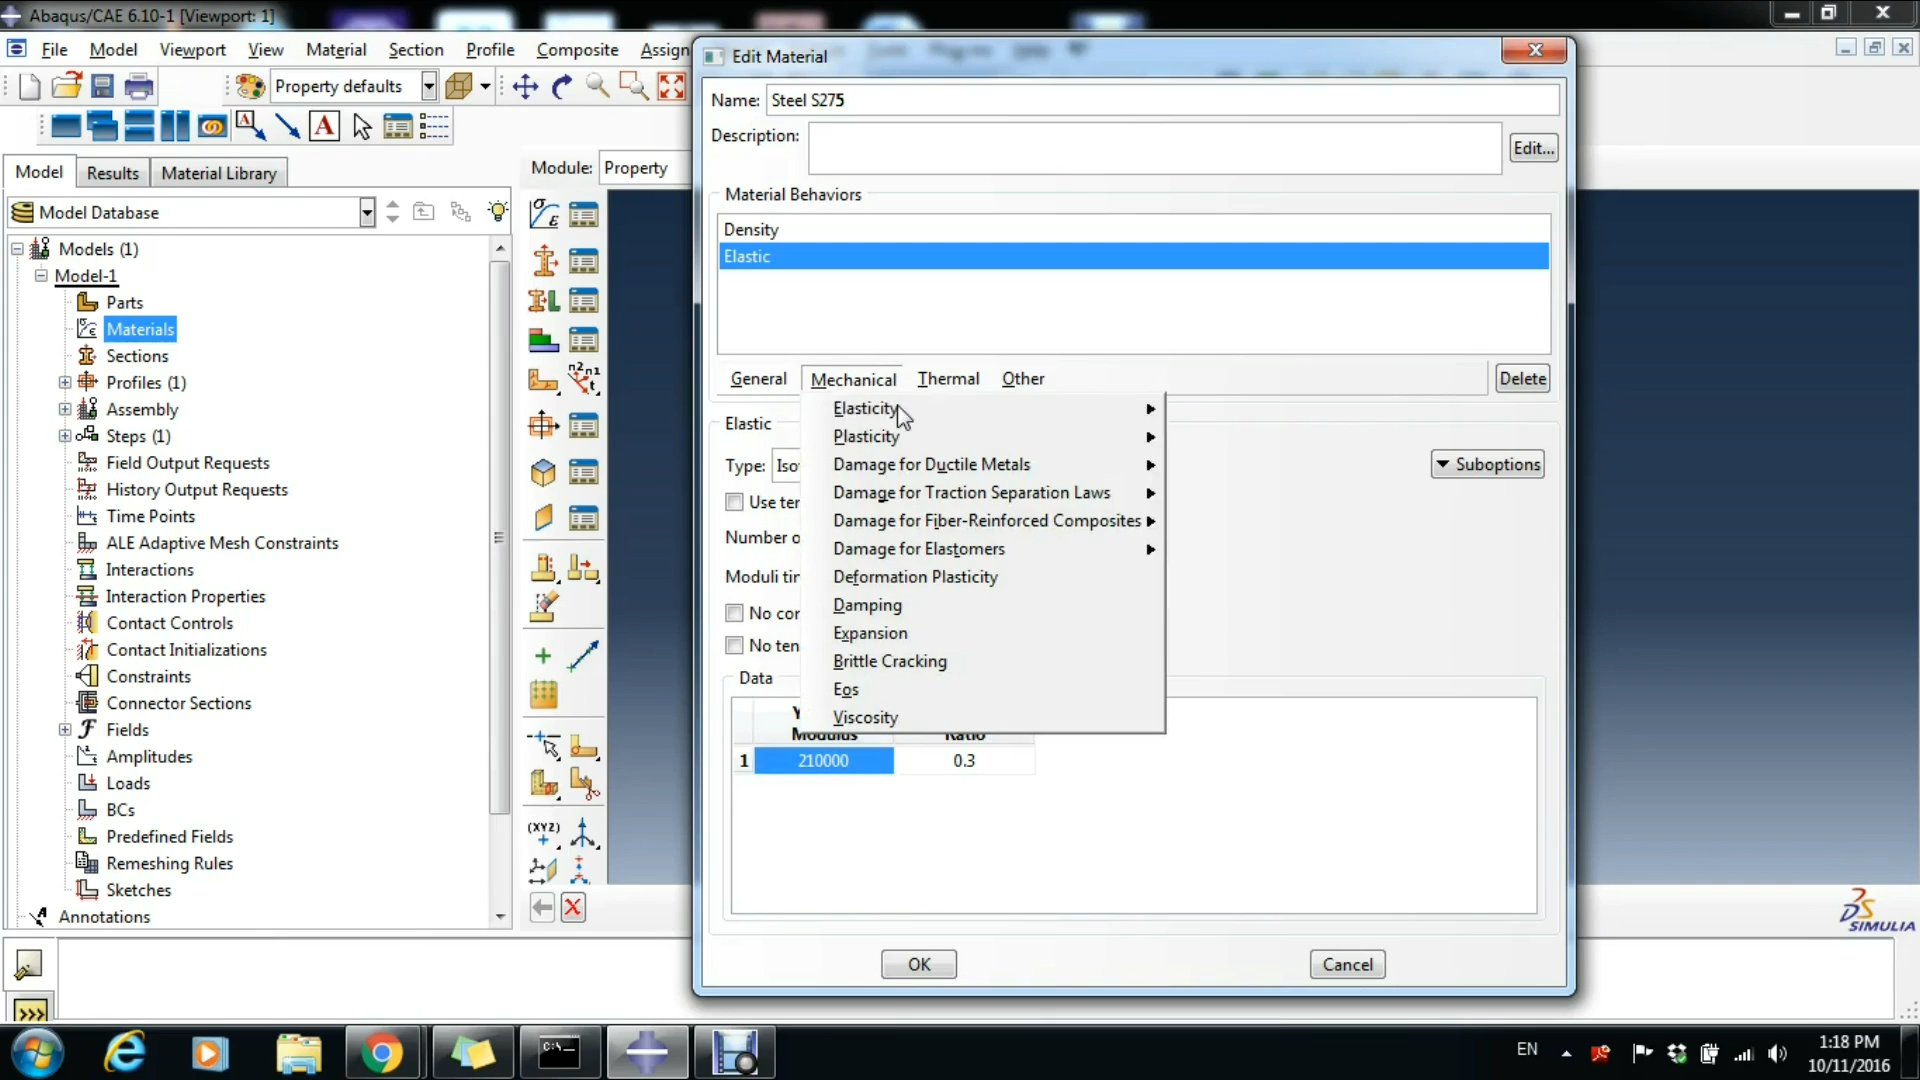 Abaqus/CAE 6.10-1 [Viewport: 1]
File Model Viewport View Material Section Profile Composite Assign
Property defaults
A
A
Model Results Material Library
Model Database
Models (1)
Model-1
Parts
Materials
Sections
Profiles (1)
Assembly
Steps (1)
Field Output Requests
History Output Requests
Time Points
ALE Adaptive Mesh Constraints
Interactions
Interaction Properties
Contact Controls
Contact Initializations
Constraints
Connector Sections
Fields
Amplitudes
Loads
BCs
Predefined Fields
Remeshing Rules
Sketches
Annotations
Module: Property
(XYZ)
Edit Material
Name: Steel S275
Description:
Edit...
Material Behaviors
Density
Elastic
General Mechanical Thermal Other
Delete
Elasticity
Plasticity
Damage for Ductile Metals
Damage for Traction Separation Laws
Damage for Fiber-Reinforced Composites
Damage for Elastomers
Deformation Plasticity
Damping
Expansion
Brittle Cracking
Eos
Viscosity
Elastic
Type: Iso
Suboptions
Use ter
Number o
Moduli tin
No cor
No ten
Data
Modulus Ratio
1 210000 0.3
OK Cancel
SIMULIA
>>>
C:\
EN
1:18 PM
10/11/2016